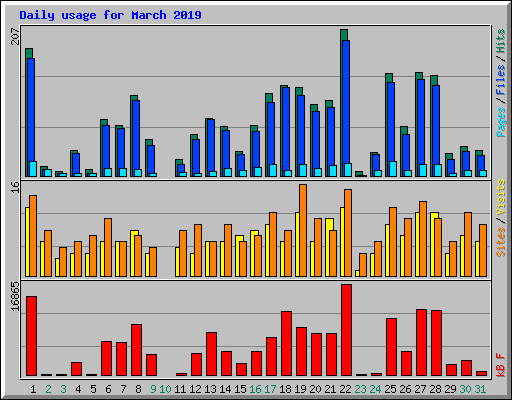 Daily usage for March 2019
207
16
16865
Pages / Files / Hits
Sites / Visits
kB F
1 2 3 4 5 6 7 8 9 10 11 12 13 14 15 16 17 18 19 20 21 22 23 24 25 26 27 28 29 30 31